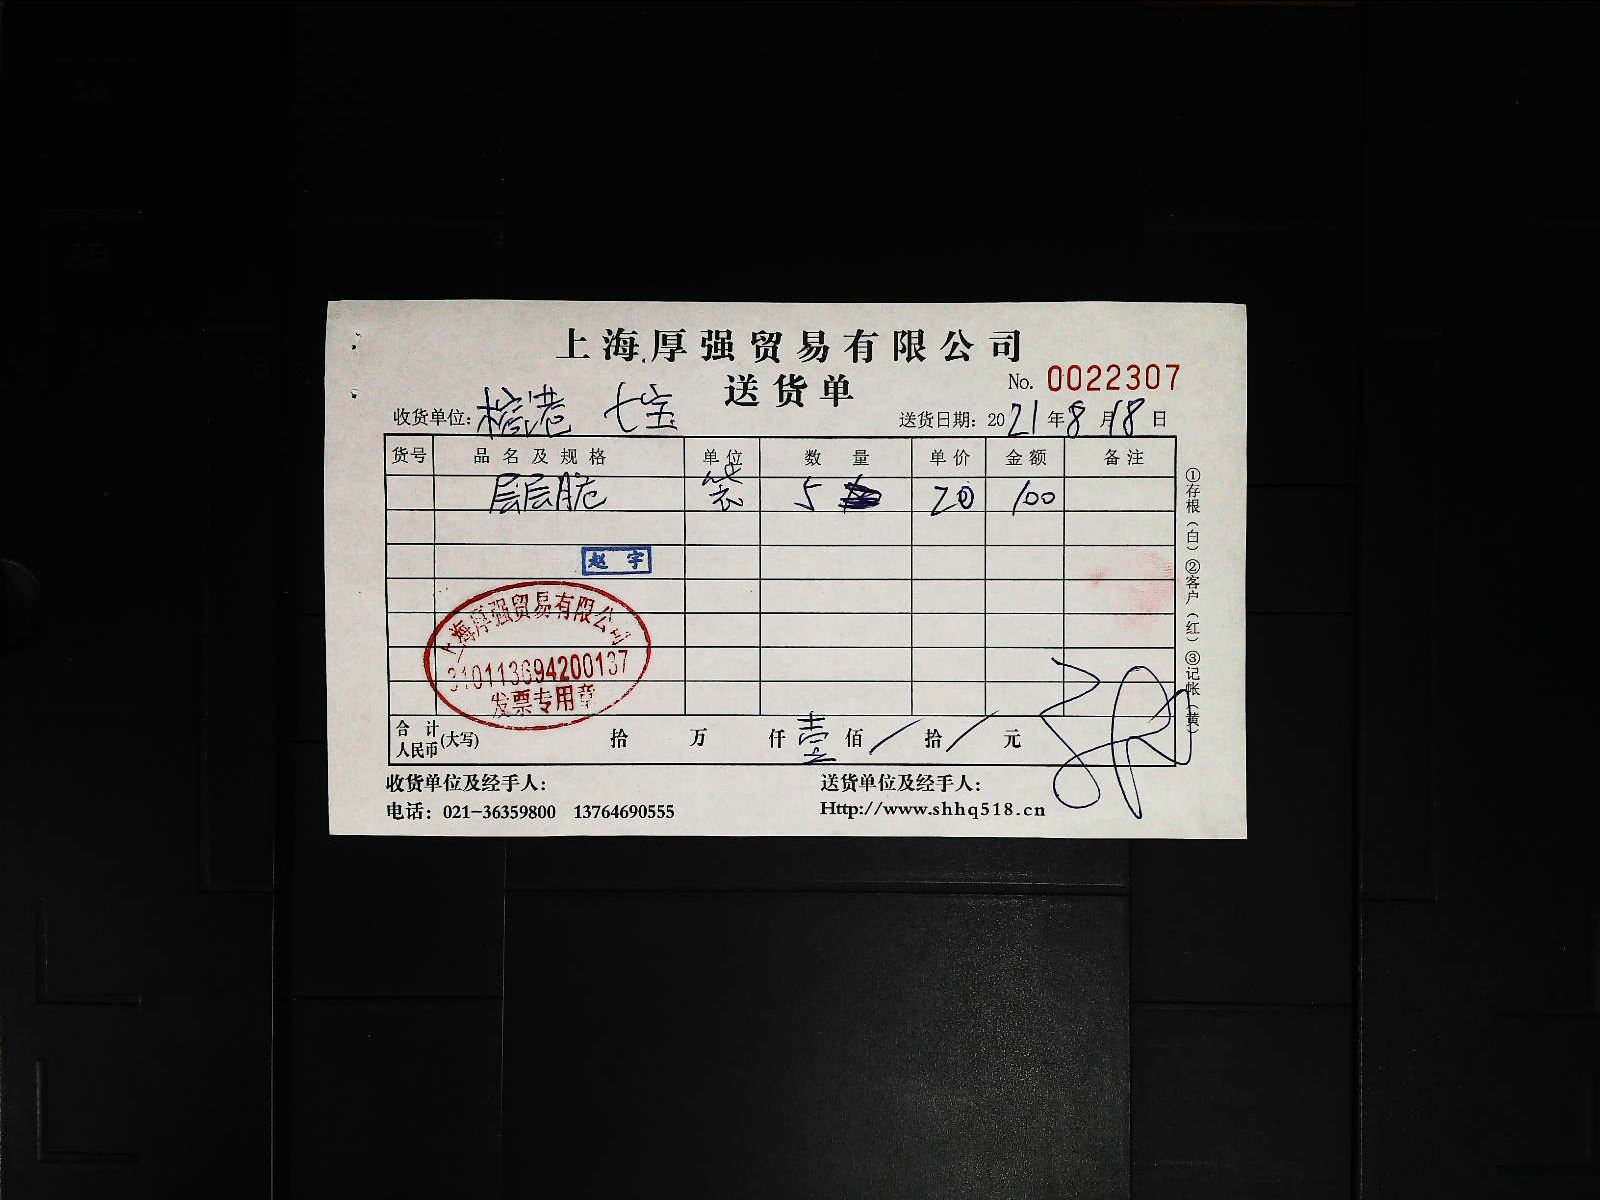 上海厚强贸易有限公司
送货单
No. 0022307
收货单位: 榕港 七宝
送货日期: 2021年8月18日
货号 品名及规格 单位 数量 单价 金额 备注
层层脆 袋 5 20 100
赵宇
上海厚强贸易有限公司
310113694200137
发票专用章
合计人民币(大写) 拾 万 仟 壹 佰 / 拾 / 元
收货单位及经手人: 送货单位及经手人:
电话: 021-36359800 13764690555 Http://www.shhq518.cn
①存根(白)②客户(红)③记帐(黄)